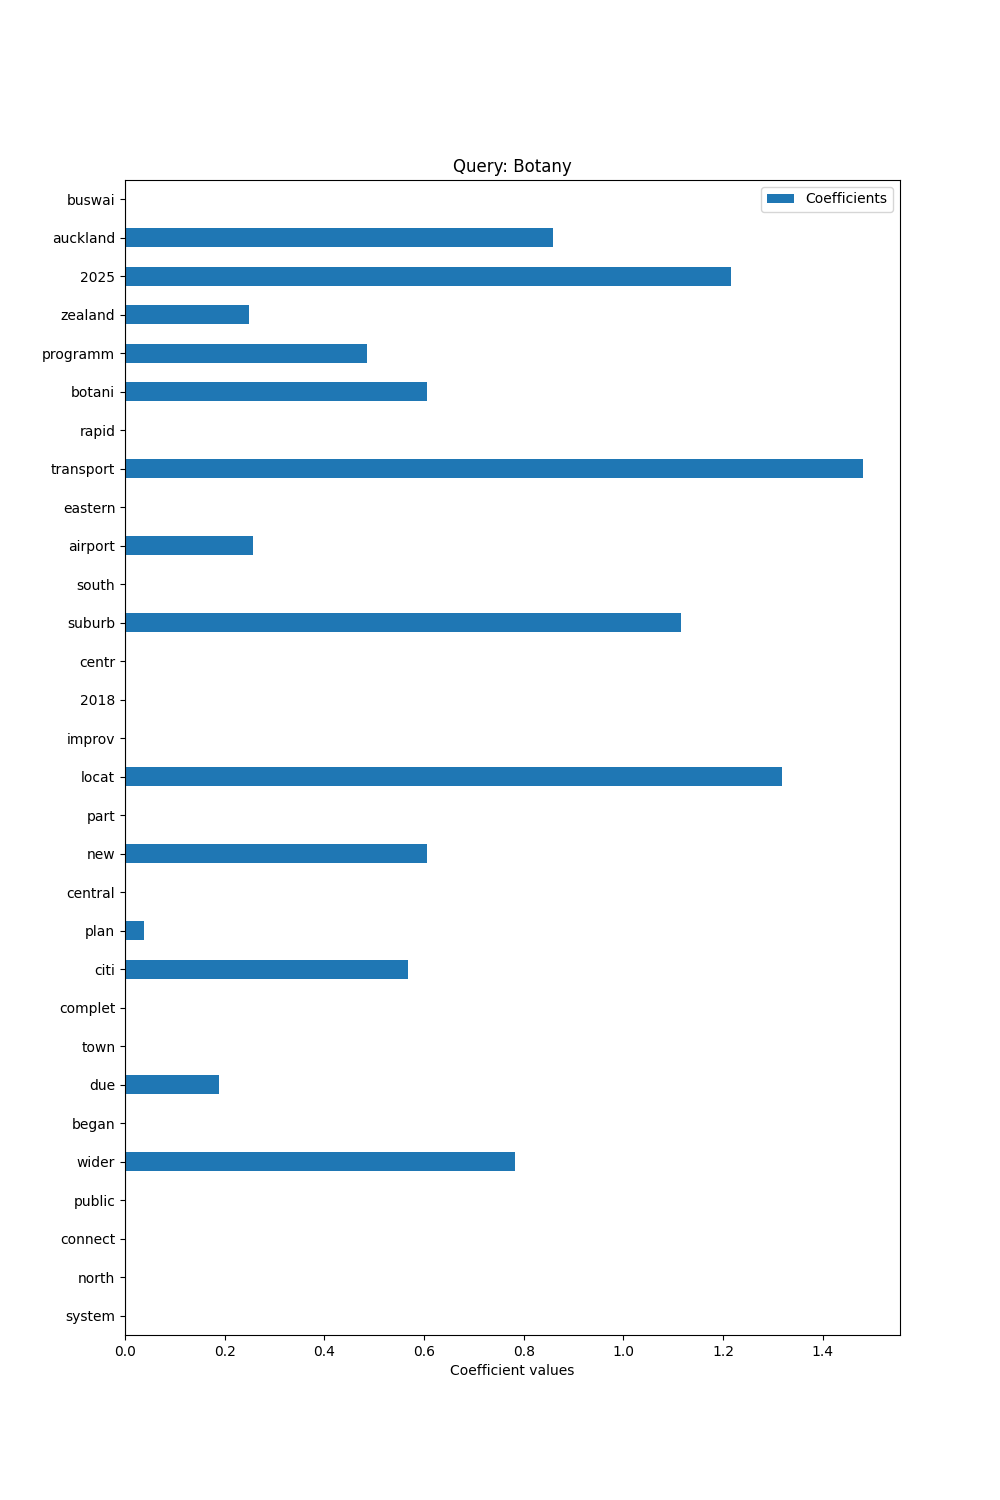 Query: Botany
Coefficients
buswai
auckland
2025
zealand
programm
botani
rapid
transport
eastern
airport
south
suburb
centr
2018
improv
locat
part
new
central
plan
citi
complet
town
due
began
wider
public
connect
north
system
0.0 0.2 0.4 0.6 0.8 1.0 1.2 1.4
Coefficient values